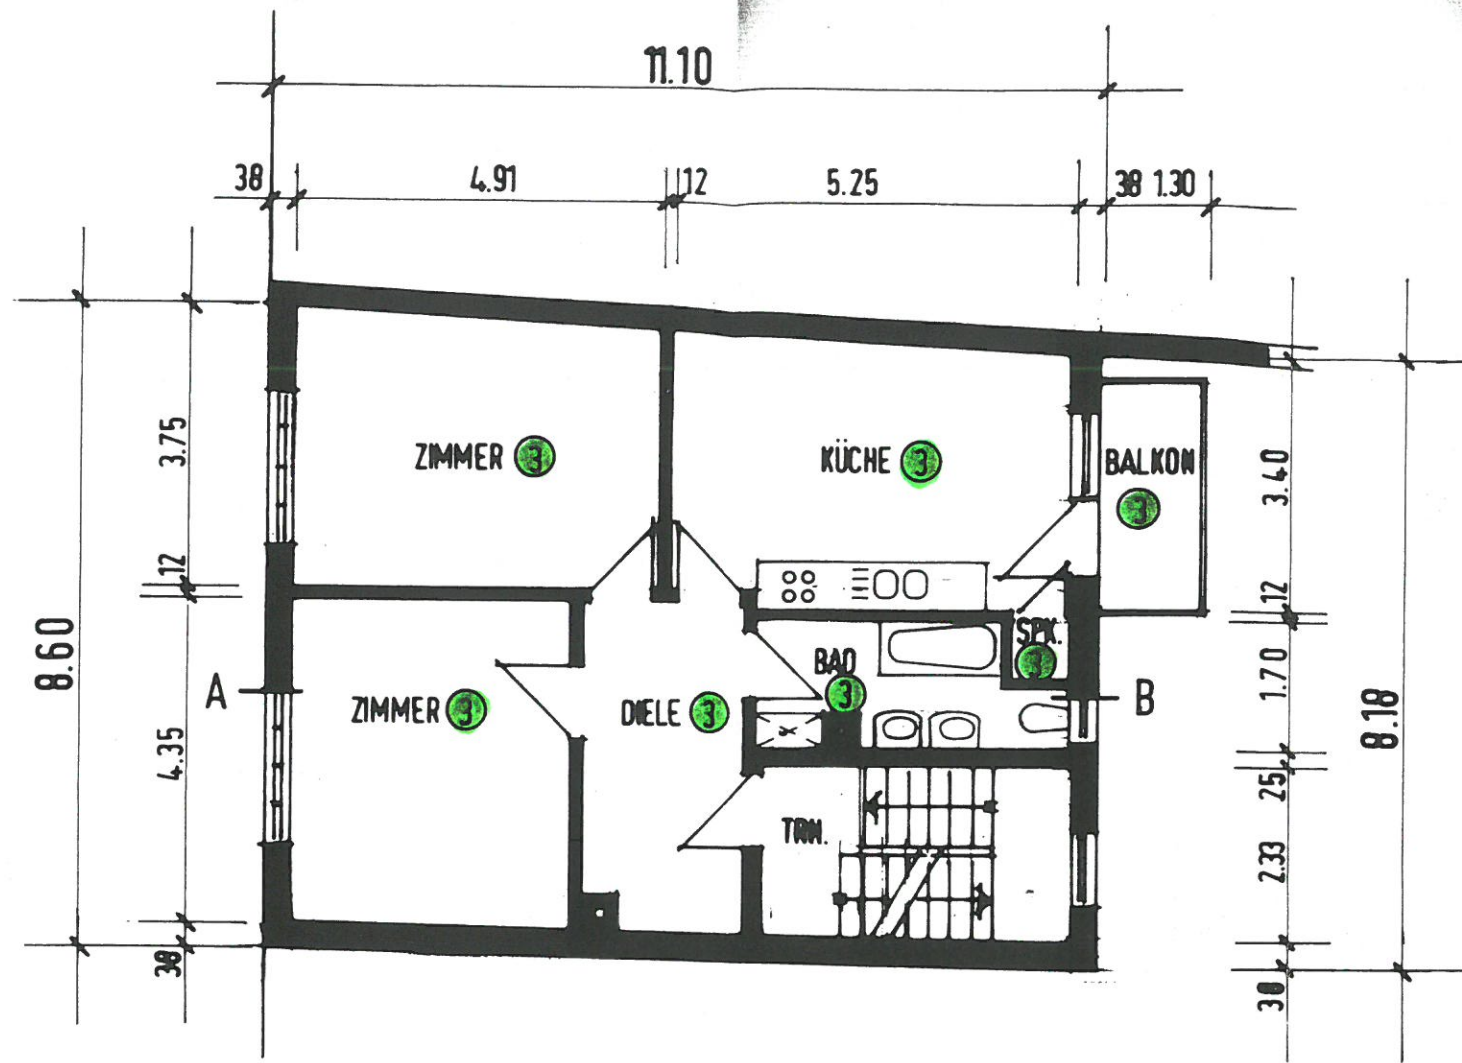 11.10
38 4.91 12 5.25 38 1.30
3.75
12
8.60
4.35
38
ZIMMER 3
KÜCHE 3
BALKON
3
3.40
12
SPK.
3
BAD
3
1.70
A
B
ZIMMER 3
DIELE 3
8.18
25
TRH.
2.33
38